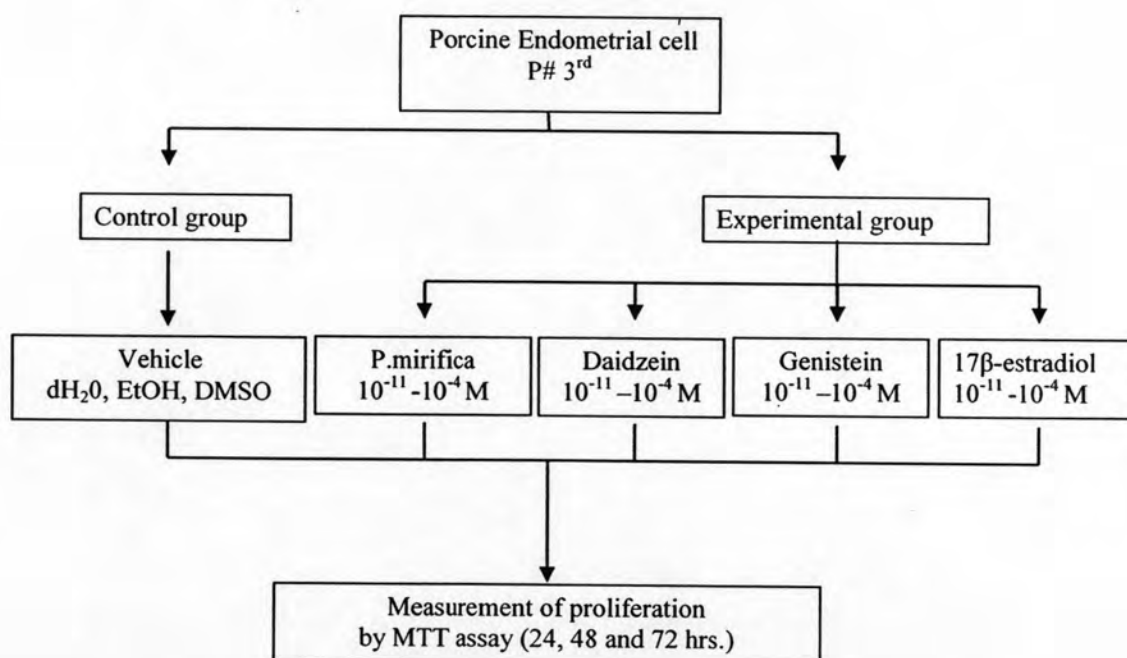 Porcine Endometrial cell
P# 3rd
Control group
Experimental group
Vehicle
dH20, EtOH, DMSO
P.mirifica
10-11 -10-4 M
Daidzein
10-11 –10-4 M
Genistein
10-11 –10-4 M
17β-estradiol
10-11 -10-4 M
Measurement of proliferation
by MTT assay (24, 48 and 72 hrs.)